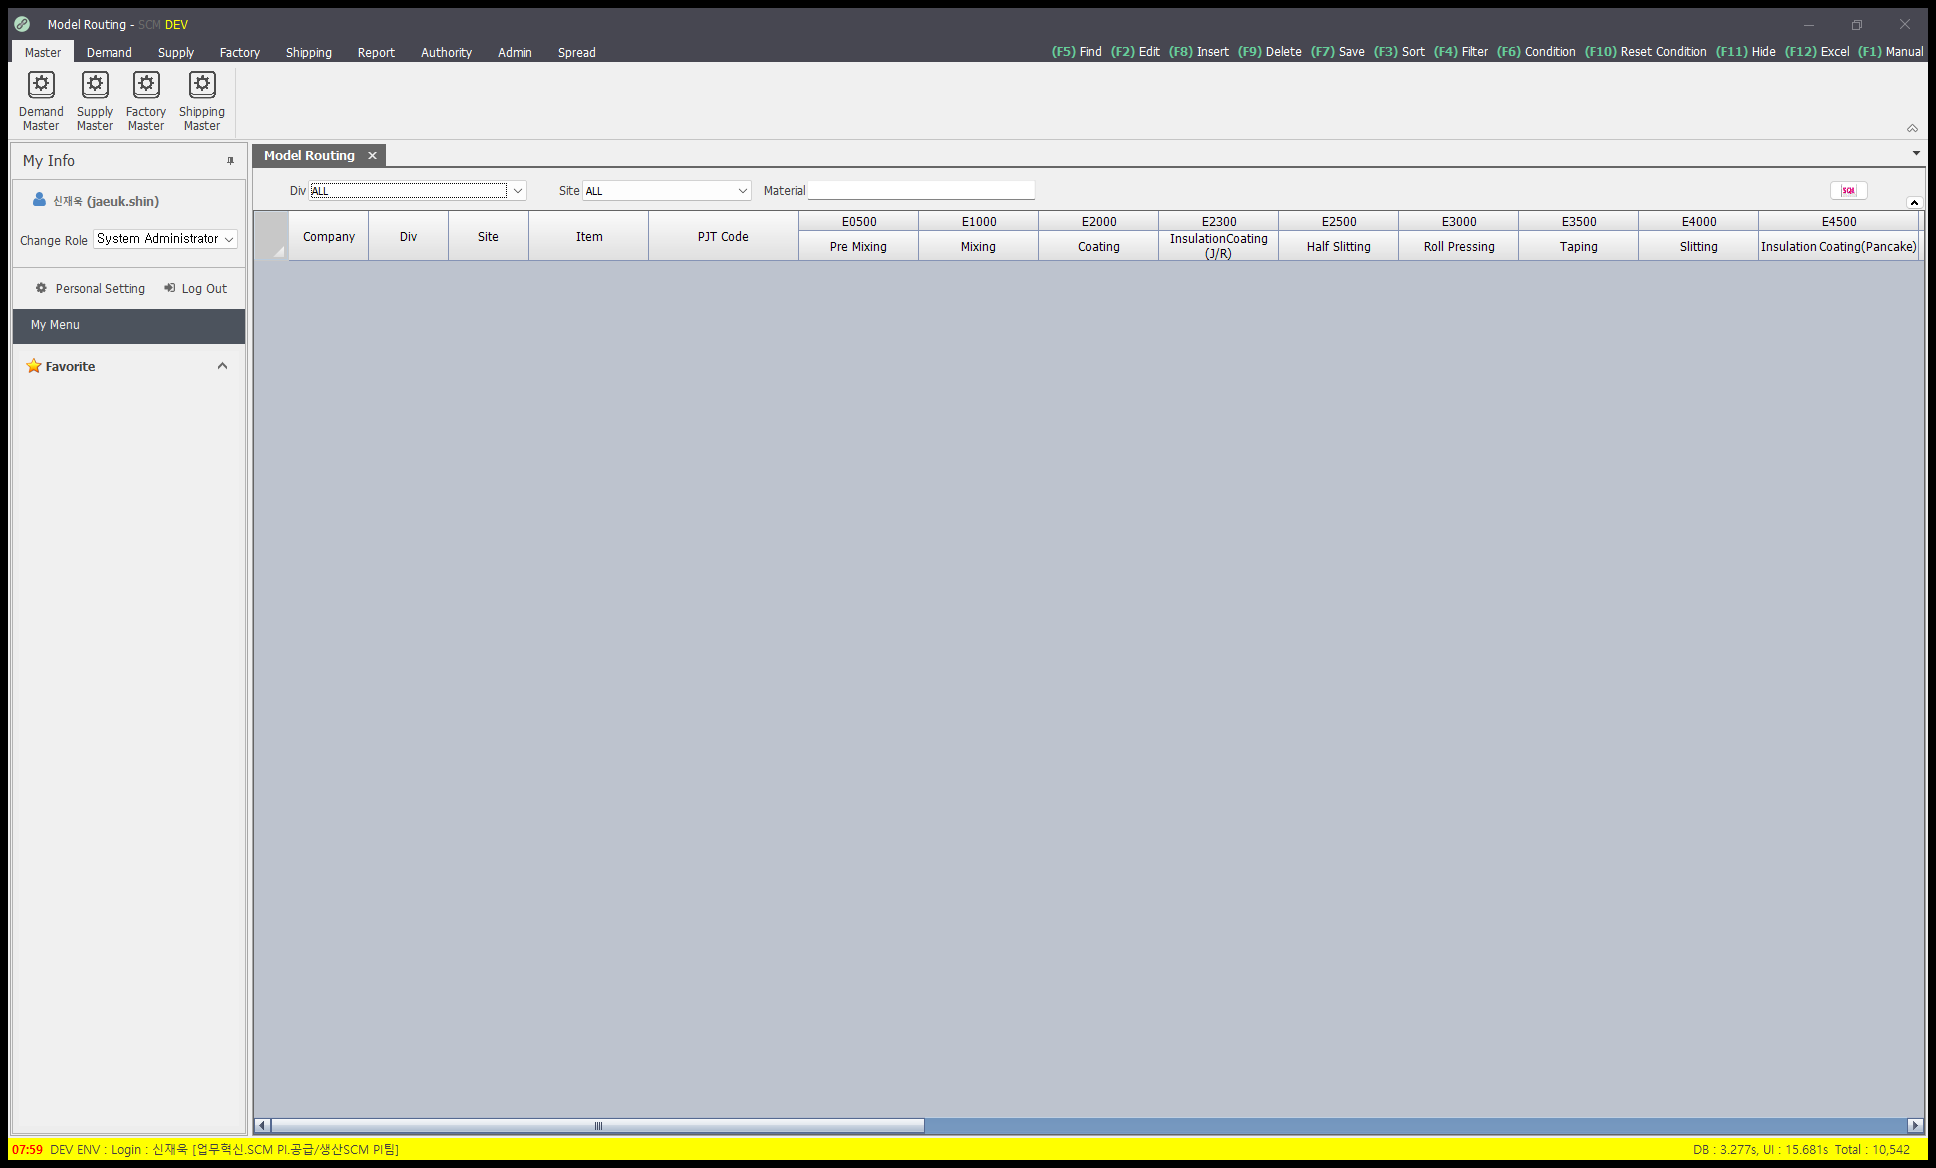 Model Routing - SCM DEV
Master Demand Supply Factory Shipping Report Authority Admin Spread (F5) Find (F2) Edit (F8) Insert (F9) Delete (F7) Save (F3) Sort (F4) Filter (F6) Condition (F10) Reset Condition (F11) Hide (F12) Excel (F1) Manual
Demand Master
Supply Master
Factory Master
Shipping Master
My Info
신재욱 (jaeuk.shin)
Change Role System Administrator
Personal Setting Log Out
My Menu
Favorite
Model Routing
Div ALL Site ALL Material SQL
Company Div Site Item PJT Code
E0500 E1000 E2000 E2300 E2500 E3000 E3500 E4000 E4500
Pre Mixing Mixing Coating InsulationCoating (J/R) Half Slitting Roll Pressing Taping Slitting Insulation Coating(Pancake)
07:59 DEV ENV : Login : 신재욱 [업무혁신.SCM PI.공급/생산SCM PI팀] DB : 3.277s, UI : 15.681s Total : 10,542